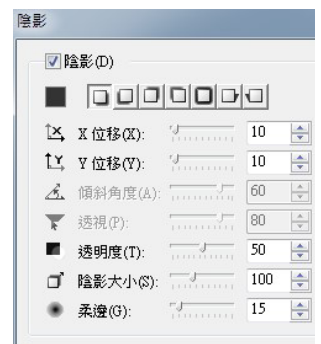 陰影
陰影(D)
X 位移(X): 10
Y 位移(Y): 10
傾斜角度(A): 60
透視(P): 80
透明度(T): 50
陰影大小(S): 100
柔邊(G): 15